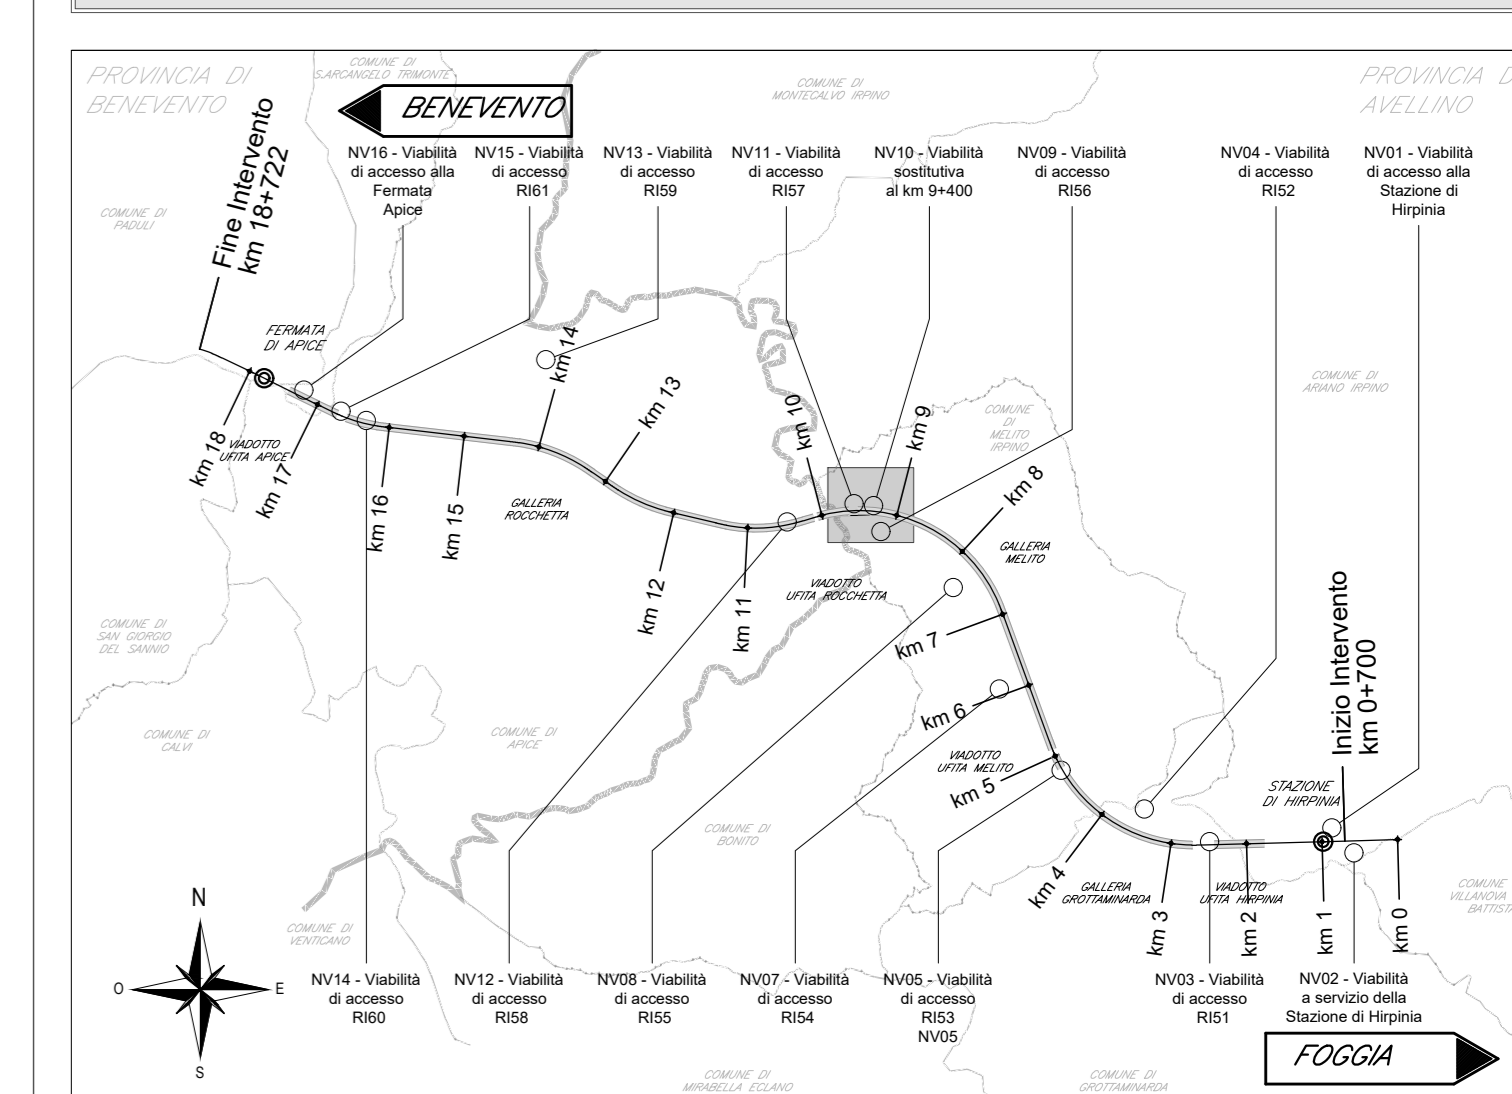 PROVINCIA DI
BENEVENTO
COMUNE DI
S.ARCANGELO TRIMONTE
COMUNE DI
MONTECALVO IRPINO
PROVINCIA D
AVELLINO
BENEVENTO
Fine Intervento
km 18+722
NV16 - Viabilità
di accesso alla
Fermata
Apice
NV15 - Viabilità
di accesso
RI61
NV13 - Viabilità
di accesso
RI59
NV11 - Viabilità
di accesso
RI57
NV10 - Viabilità
sostitutiva
al km 9+400
NV09 - Viabilità
di accesso
RI56
NV04 - Viabilità
di accesso
RI52
NV01 - Viabilità
di accesso alla
Stazione di
Hirpinia
COMUNE DI
PADULI
FERMATA
DI APICE
COMUNE DI
ARIANO IRPINO
COMUNE
DI
MELITO
IRPINO
km 18
VIADOTTO
UFITA APICE
km 17
km 16
km 15
km 14
km 13
km 12
km 11
km 10
km 9
km 8
GALLERIA
ROCCHETTA
GALLERIA
MELITO
VIADOTTO
UFITA ROCCHETTA
km 7
km 6
VIADOTTO
UFITA MELITO
km 5
km 4
km 3
km 2
km 1
km 0
COMUNE DI
SAN GIORGIO
DEL SANNIO
COMUNE DI
CALVI
COMUNE DI
APICE
COMUNE DI
BONITO
Inizio Intervento
km 0+700
STAZIONE
DI HIRPINIA
GALLERIA
GROTTAMINARDA
VIADOTTO
UFITA HIRPINIA
COMUNE
VILLANOVA
BATTIST
COMUNE DI
VENTICANO
N
O
E
S
NV14 - Viabilità
di accesso
RI60
NV12 - Viabilità
di accesso
RI58
NV08 - Viabilità
di accesso
RI55
NV07 - Viabilità
di accesso
RI54
NV05 - Viabilità
di accesso
RI53
NV05
NV03 - Viabilità
di accesso
RI51
NV02 - Viabilità
a servizio della
Stazione di Hirpinia
FOGGIA
COMUNE DI
MIRABELLA ECLANO
COMUNE DI
GROTTAMINARDA